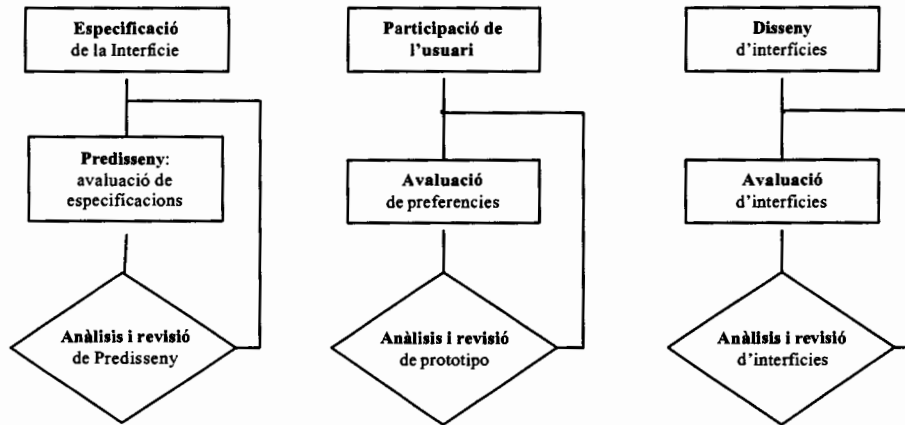 Especificació
de la Interfície
Predisseny:
avaluació de
especificacions
Anàlisis i revisió
de Predisseny
Participació de
l'usuari
Avaluació
de preferencies
Anàlisis i revisió
de prototipo
Disseny
d'interfícies
Avaluació
d'interfícies
Anàlisis i revisió
d'interfícies